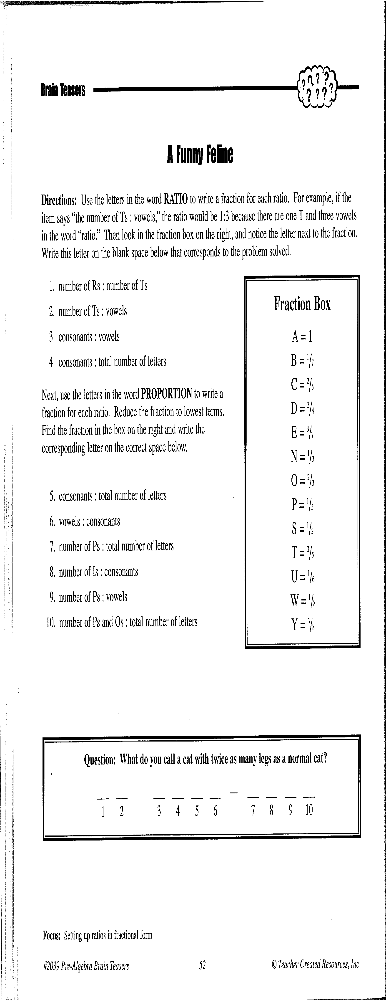 Brain Teasers
? ? ? ? ? ? ? ?
A Funny Feline
Directions: Use the letters in the word RATIO to write a fraction for each ratio. For example, if the
item says “the number of Ts : vowels,” the ratio would be 1:3 because there are one T and three vowels
in the word “ratio.” Then look in the fraction box on the right, and notice the letter next to the fraction.
Write this letter on the blank space below that corresponds to the problem solved.
1. number of Rs : number of Ts
2. number of Ts : vowels
3. consonants : vowels
4. consonants : total number of letters
Next, use the letters in the word PROPORTION to write a
fraction for each ratio. Reduce the fraction to lowest terms.
Find the fraction in the box on the right and write the
corresponding letter on the correct space below.
5. consonants : total number of letters
6. vowels : consonants
7. number of Ps : total number of letters
8. number of Is : consonants
9. number of Ps : vowels
10. number of Ps and Os : total number of letters
Fraction Box
A = 1
B = 1/7
C = 2/5
D = 3/4
E = 3/7
N = 1/3
O = 2/3
P = 1/5
S = 1/2
T = 3/5
U = 1/6
W = 1/8
Y = 3/8
Question: What do you call a cat with twice as many legs as a normal cat?
_ _ _ _ _ _ – _ _ _ _
1 2 3 4 5 6 7 8 9 10
Focus: Setting up ratios in fractional form
#2039 Pre-Algebra Brain Teasers 52 © Teacher Created Resources, Inc.